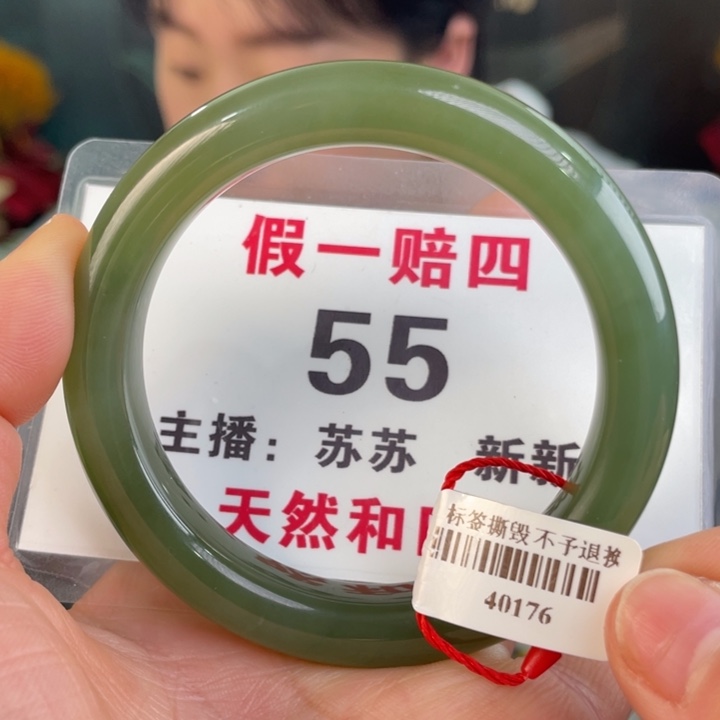 假一赔四
55
主播: 苏苏 新新
天然和
标签撕毁不予退换
40176